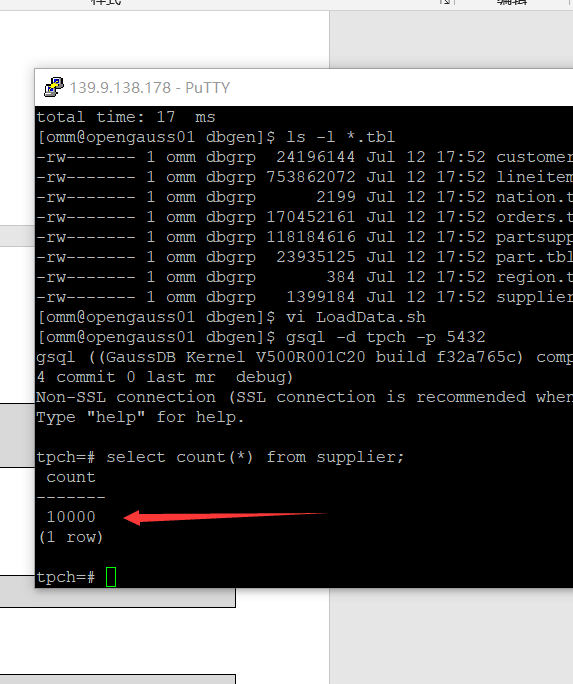 样式
编辑
139.9.138.178 - PuTTY
total time: 17  ms
[omm@opengauss01 dbgen]$ ls -l *.tbl
-rw------- 1 omm dbgrp  24196144 Jul 12 17:52 customer
-rw------- 1 omm dbgrp 753862072 Jul 12 17:52 lineitem
-rw------- 1 omm dbgrp      2199 Jul 12 17:52 nation.t
-rw------- 1 omm dbgrp 170452161 Jul 12 17:52 orders.t
-rw------- 1 omm dbgrp 118184616 Jul 12 17:52 partsupp
-rw------- 1 omm dbgrp  23935125 Jul 12 17:52 part.tbl
-rw------- 1 omm dbgrp       384 Jul 12 17:52 region.t
-rw------- 1 omm dbgrp   1399184 Jul 12 17:52 supplier
[omm@opengauss01 dbgen]$ vi LoadData.sh
[omm@opengauss01 dbgen]$ gsql -d tpch -p 5432
gsql ((GaussDB Kernel V500R001C20 build f32a765c) comp
4 commit 0 last mr  debug)
Non-SSL connection (SSL connection is recommended when
Type "help" for help.
tpch=# select count(*) from supplier;
 count
-------
 10000
(1 row)
tpch=#